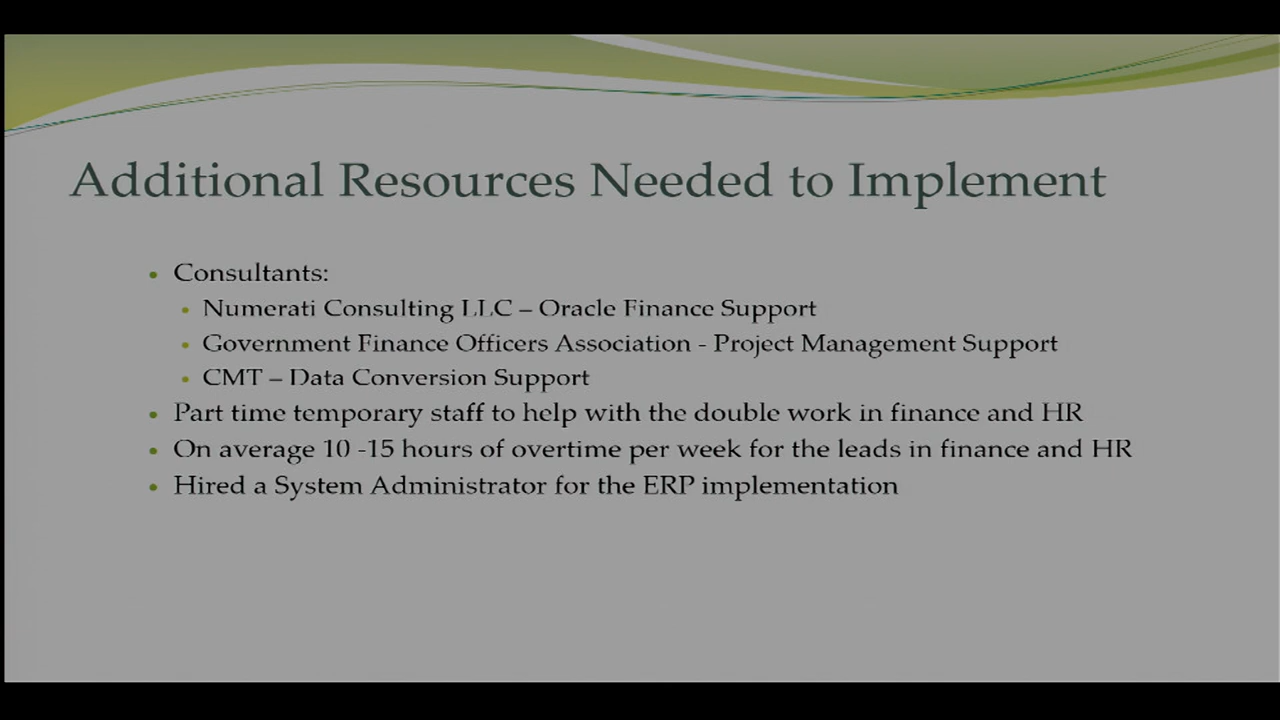 Additional Resources Needed to Implement
• Consultants:
• Numerati Consulting LLC – Oracle Finance Support
• Government Finance Officers Association - Project Management Support
• CMT – Data Conversion Support
• Part time temporary staff to help with the double work in finance and HR
• On average 10 -15 hours of overtime per week for the leads in finance and HR
• Hired a System Administrator for the ERP implementation